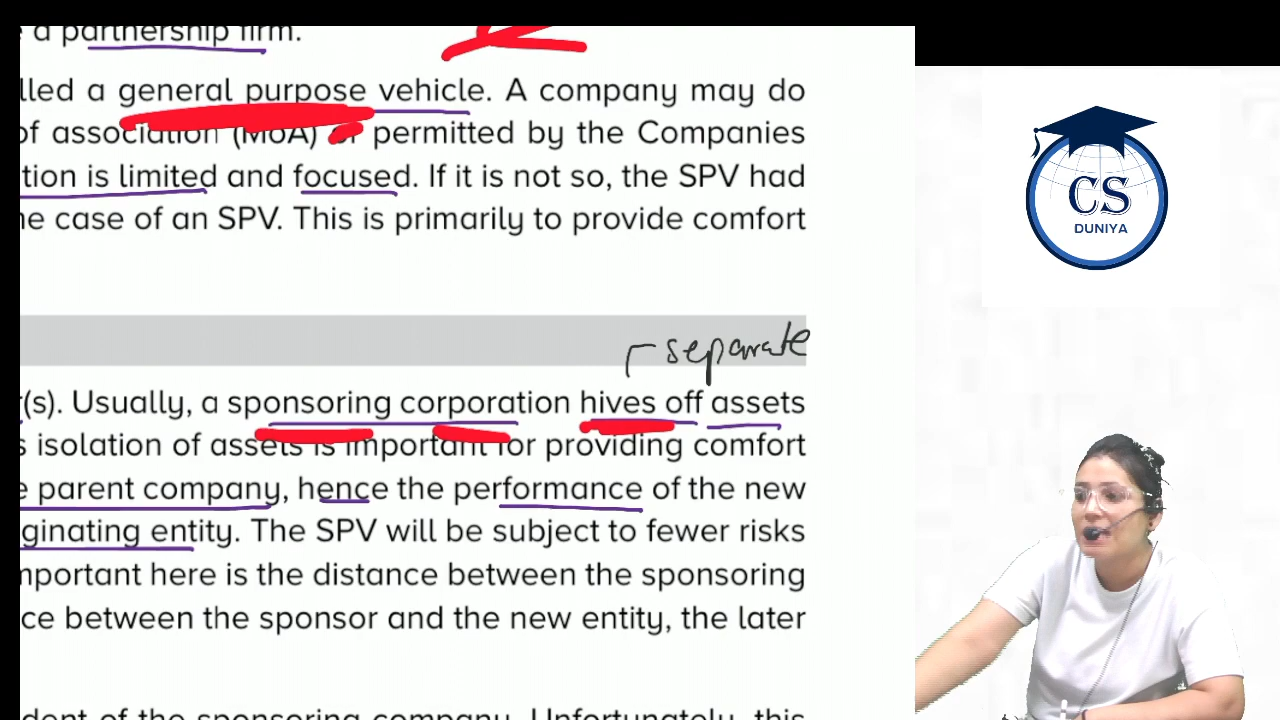 a partnership firm.
lled a general purpose vehicle. A company may do
of association (MoA) or permitted by the Companies
tion is limited and focused. If it is not so, the SPV had
ne case of an SPV. This is primarily to provide comfort
separate
(s). Usually, a sponsoring corporation hives off assets
s isolation of assets is important for providing comfort
e parent company, hence the performance of the new
ginating entity. The SPV will be subject to fewer risks
mportant here is the distance between the sponsoring
ce between the sponsor and the new entity, the later
dent of the sponsoring company. Unfortunately, this
CS
DUNIYA